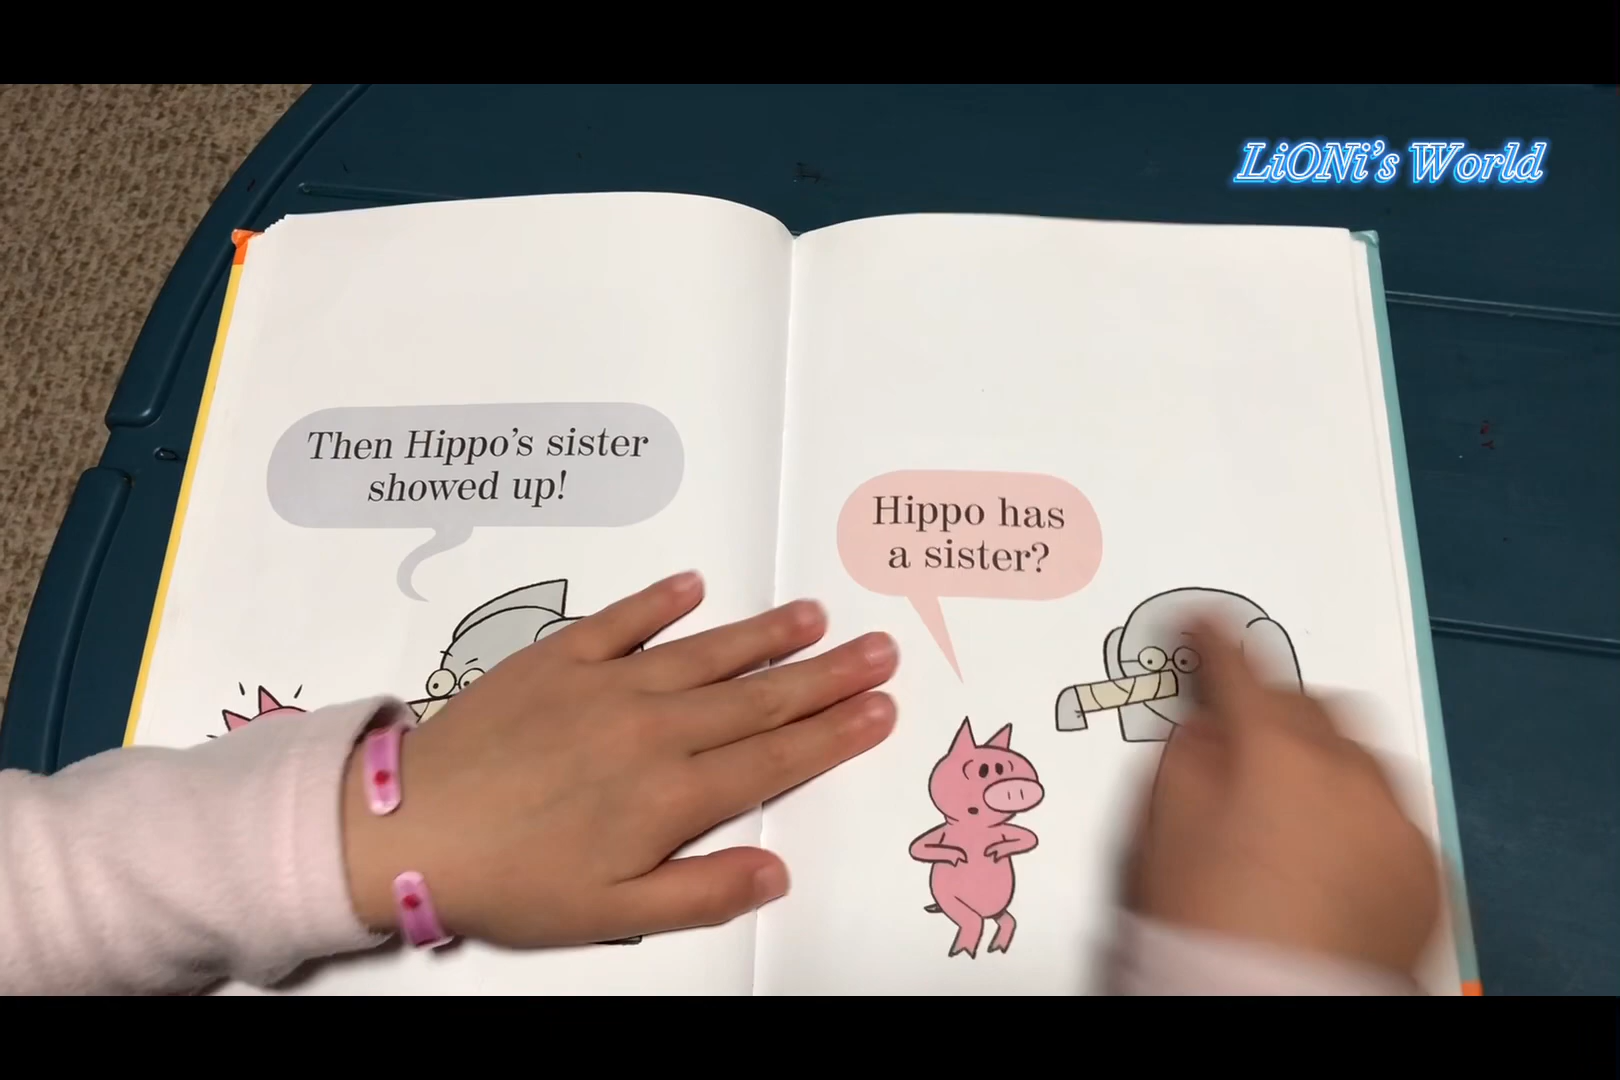 LiONi's World
Then Hippo's sister
showed up!
Hippo has
a sister?